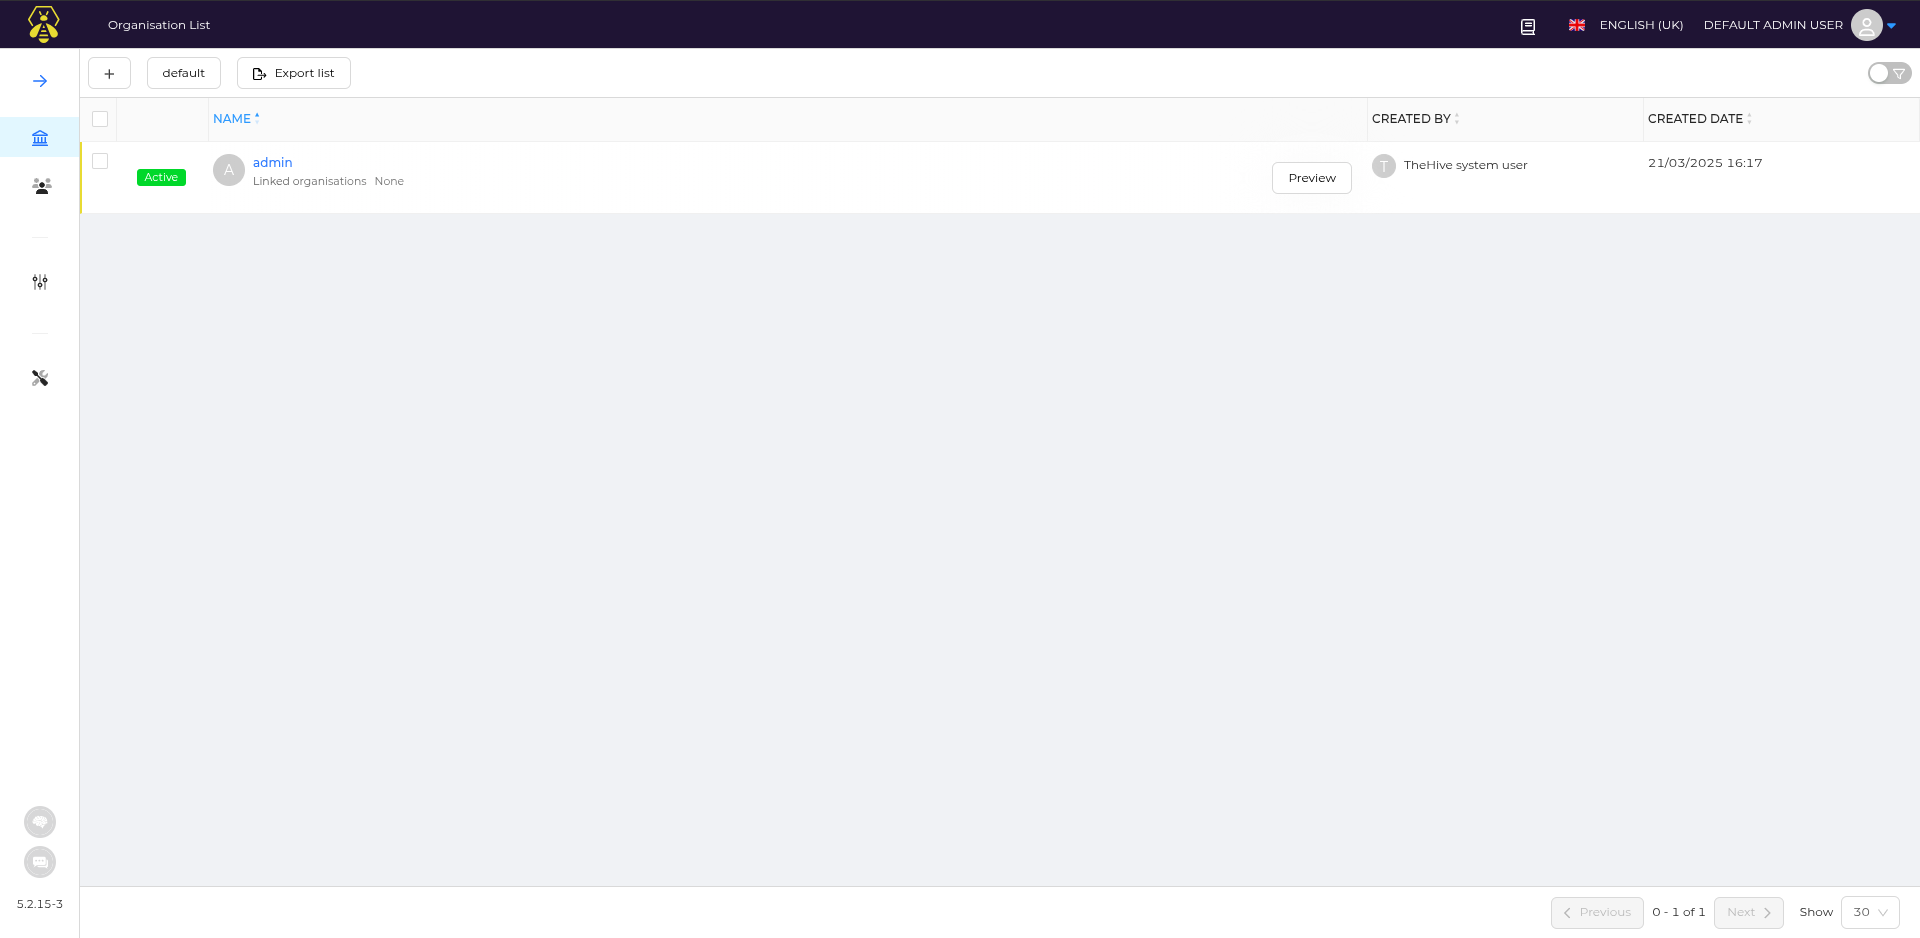 Organisation List
ENGLISH (UK)
DEFAULT ADMIN USER
+
default
Export list
NAME
CREATED BY
CREATED DATE
Active
A
admin
Linked organisations None
Preview
T
TheHive system user
21/03/2025 16:17
5.2.15-3
Previous
0 - 1 of 1
Next
Show
30